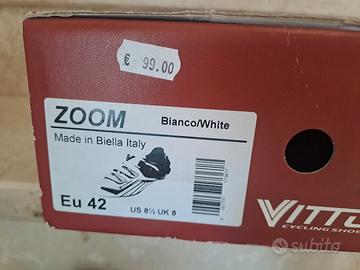 € 99.00
ZOOM Bianco/White
Made in Biella Italy
Eu 42
US 8½ UK 8
VITTO
CYCLING SHOE
subito